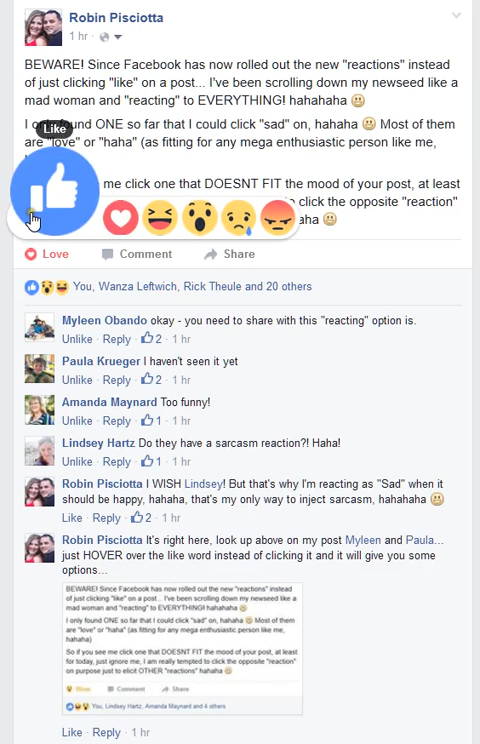 Robin Pisciotta
1 hr ·
BEWARE! Since Facebook has now rolled out the new "reactions" instead
of just clicking "like" on a post... I've been scrolling down my newseed like a
mad woman and "reacting" to EVERYTHING! hahahaha
I only found ONE so far that I could click "sad" on, hahaha Most of them
Like
are "love" or "haha" (as fitting for any mega enthusiastic person like me,
me click one that DOESNT FIT the mood of your post, at least
click the opposite "reaction"
aha
Love Comment Share
You, Wanza Leftwich, Rick Theule and 20 others
Myleen Obando okay - you need to share with this "reacting" option is.
Unlike · Reply · 2 · 1 hr
Paula Krueger I haven't seen it yet
Unlike · Reply · 2 · 1 hr
Amanda Maynard Too funny!
Unlike · Reply · 1 · 1 hr
Lindsey Hartz Do they have a sarcasm reaction?! Haha!
Unlike · Reply · 1 · 1 hr
Robin Pisciotta I WISH Lindsey! But that's why I'm reacting as "Sad" when it
should be happy, hahaha, that's my only way to inject sarcasm, hahahaha
Like · Reply · 2 · 1 hr
Robin Pisciotta It's right here, look up above on my post Myleen and Paula...
just HOVER over the like word instead of clicking it and it will give you some
options...
BEWARE! Since Facebook has now rolled out the new "reactions" instead
of just clicking "like" on a post... I've been scrolling down my newseed like a
mad woman and "reacting" to EVERYTHING! hahahaha
I only found ONE so far that I could click "sad" on, hahaha Most of them
are "love" or "haha" (as fitting for any mega enthusiastic person like me,
hahaha)
So if you see me click one that DOESNT FIT the mood of your post, at least
for today, just ignore me, I am really tempted to click the opposite "reaction"
on purpose just to elicit OTHER "reactions" hahaha
Wow Comment Share
You, Lindsey Hartz, Amanda Maynard and 4 others
Like · Reply · 1 hr